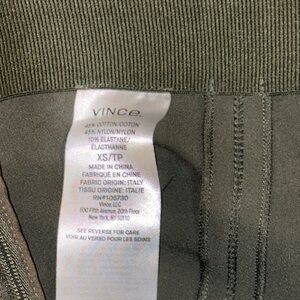 VINCE.
45% COTTON/COTON
45% NYLON/NYLON
10% ELASTANE/
ÉLASTHANNE
XS/TP
MADE IN CHINA
FABRIQUÉ EN CHINE
FABRIC ORIGIN: ITALY
TISSU ORIGINE: ITALIE
RN#106730
Vince, LLC
500 Fifth Avenue, 20th Floor
New York, NY 10110
SEE REVERSE FOR CARE
VOIR AU VERSO POUR LES SOINS